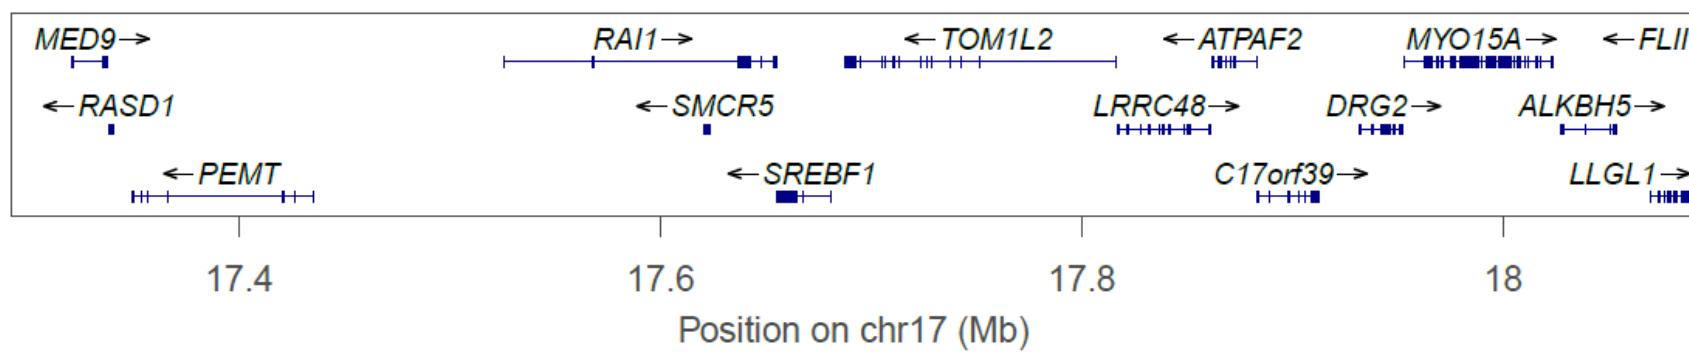 MED9→ RAI1→ ←TOM1L2 ←ATPAF2 MYO15A→ ←FLII
←RASD1 ←SMCR5 LRRC48→ DRG2→ ALKBH5→
←PEMT ←SREBF1 C17orf39→ LLGL1→
17.4 17.6 17.8 18
Position on chr17 (Mb)